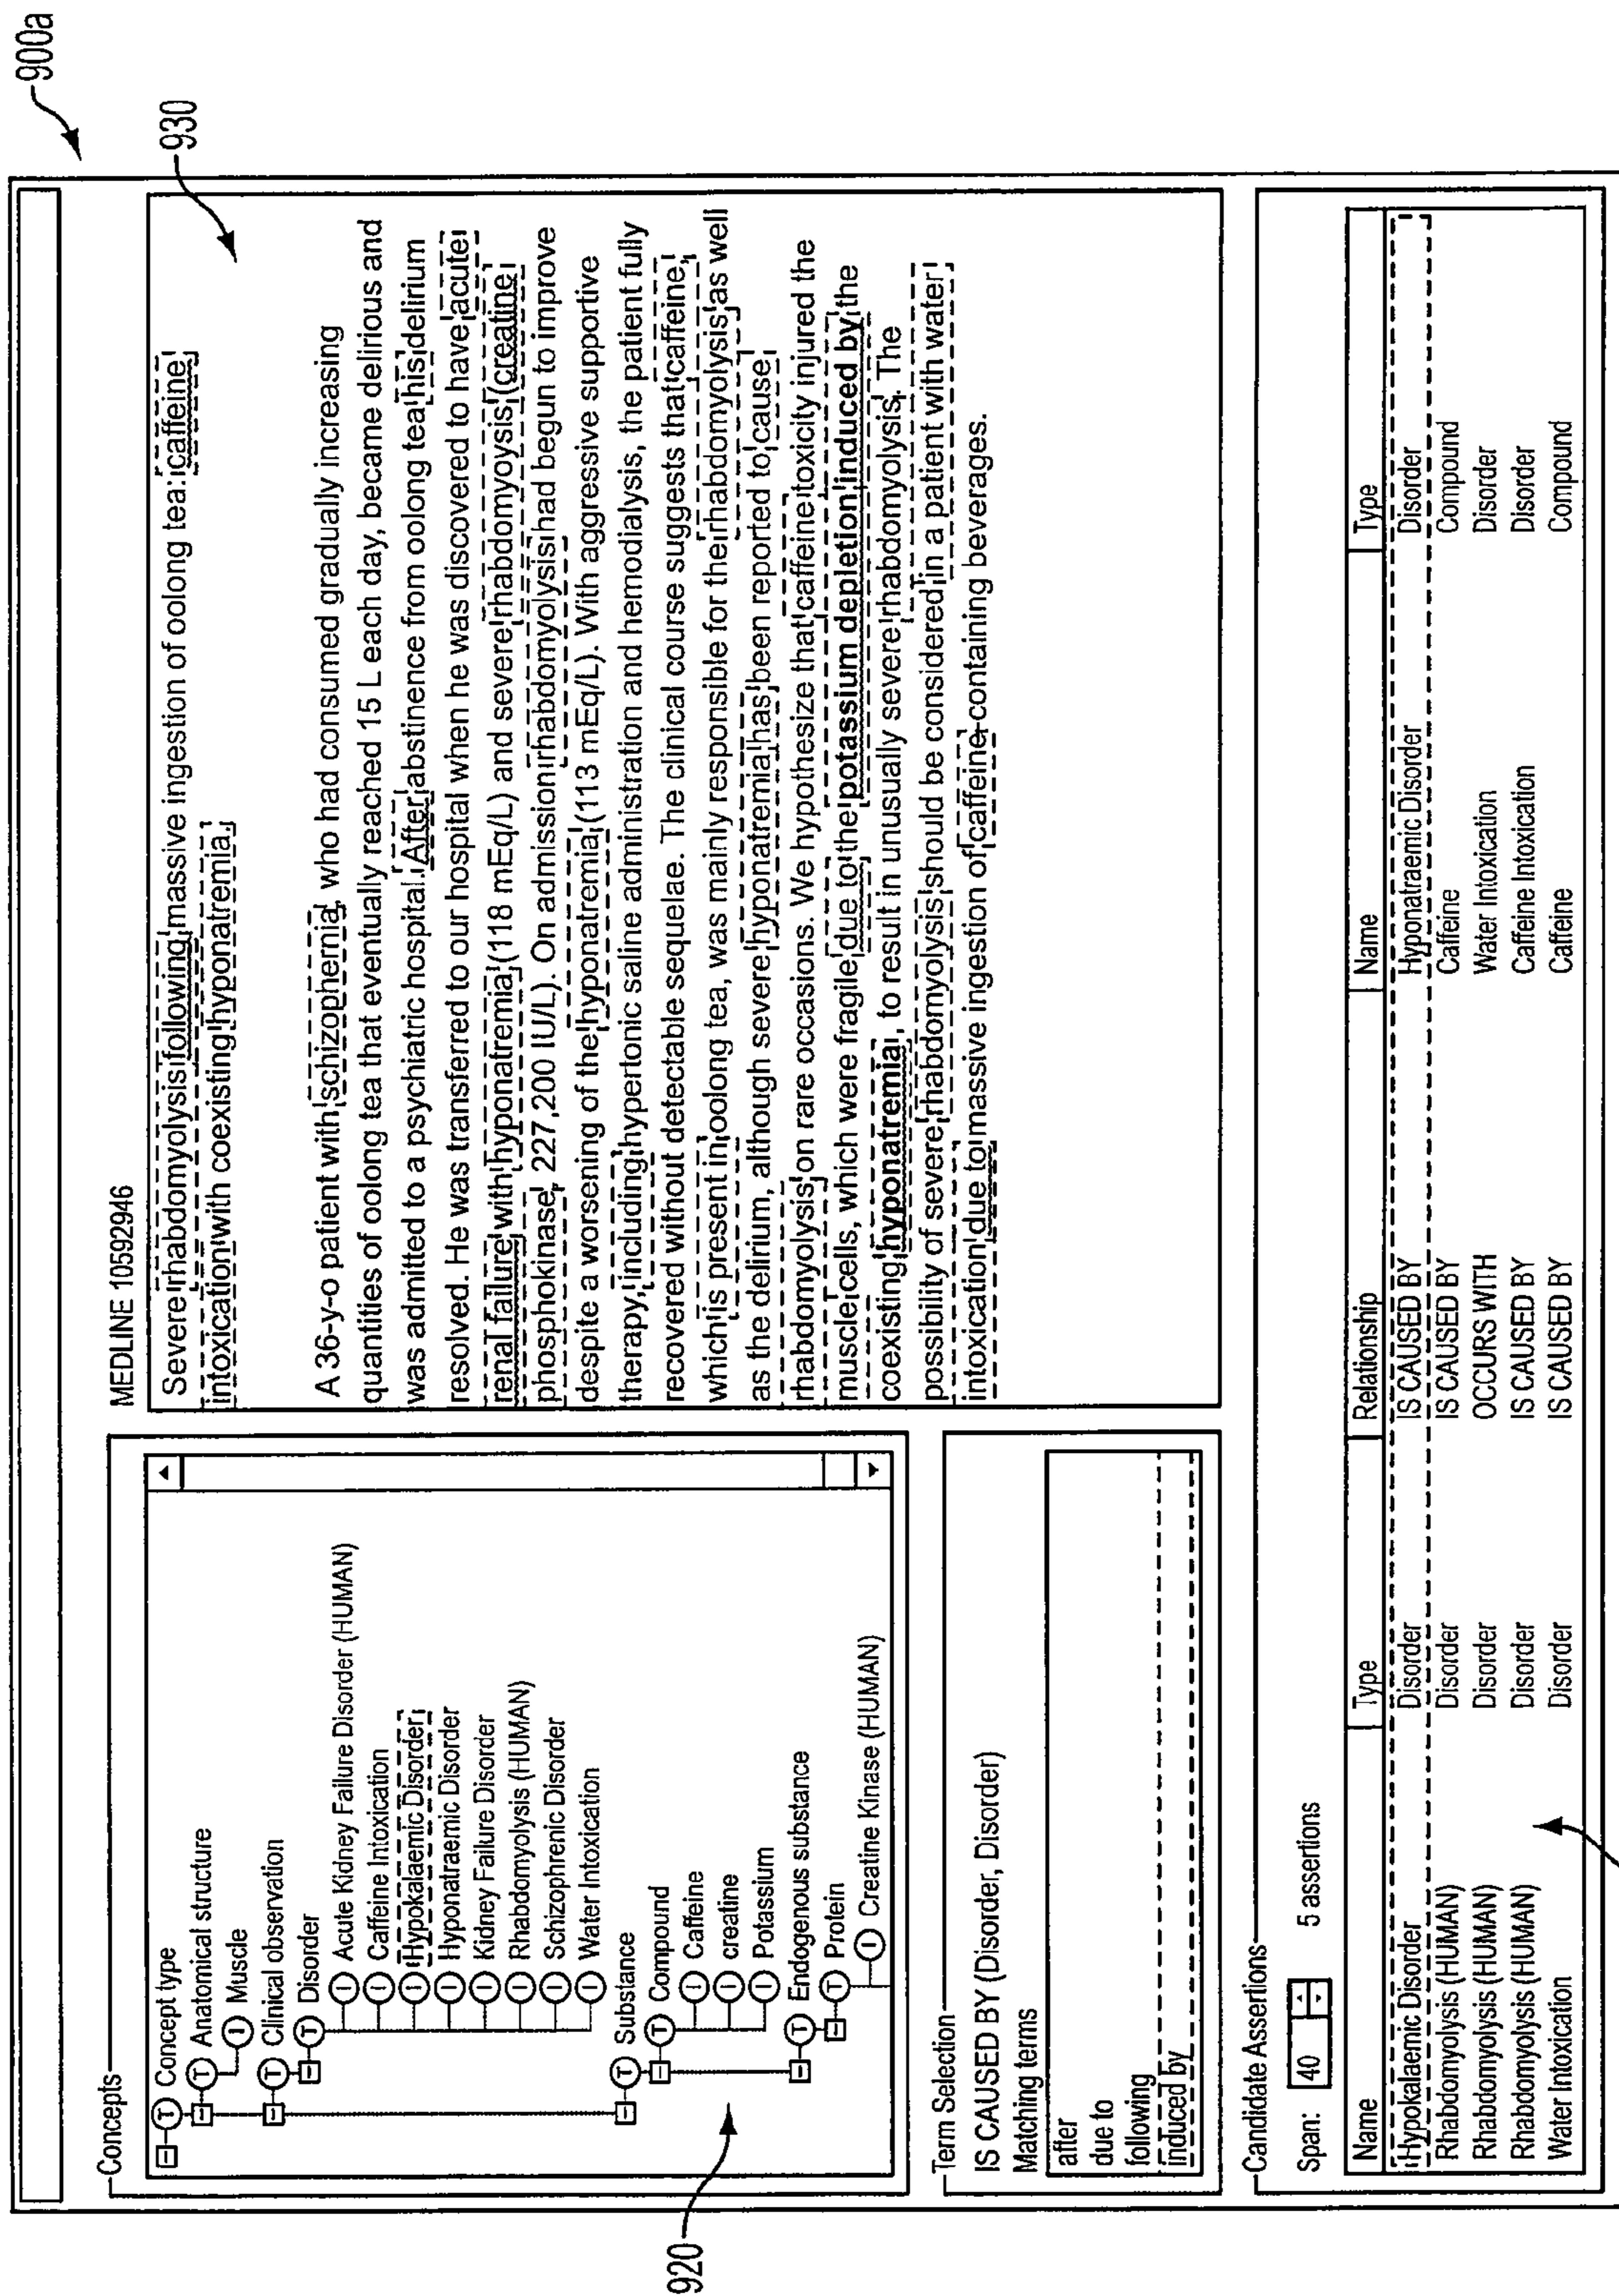 900a
930
920
Concepts
Concept type
Anatomical structure
Muscle
Clinical observation
Disorder
Acute Kidney Failure Disorder (HUMAN)
Caffeine Intoxication
Hypokalaemic Disorder
Hyponatraemic Disorder
Kidney Failure Disorder
Rhabdomyolysis (HUMAN)
Schizophrenic Disorder
Water Intoxication
Substance
Compound
Caffeine
creatine
Potassium
Endogenous substance
Protein
Creatine Kinase (HUMAN)
MEDLINE 10592946
Severe rhabdomyolysis following massive ingestion of oolong tea: caffeine
intoxication with coexisting hyponatremia.
A 36-y-o patient with schizophernia, who had consumed gradually increasing
quantities of oolong tea that eventually reached 15 L each day, became delirious and
was admitted to a psychiatric hospital. After abstinence from oolong tea his delirium
resolved. He was transferred to our hospital when he was discovered to have acute
renal failure with hyponatremia (118 mEq/L) and severe rhabdomoyysis (creatine
phosphokinase, 227,200 IU/L). On admission rhabdomyolysis had begun to improve
despite a worsening of the hyponatremia (113 mEq/L). With aggressive supportive
therapy, including hypertonic saline administration and hemodialysis, the patient fully
recovered without detectable sequelae. The clinical course suggests that caffeine,
which is present in oolong tea, was mainly responsible for the rhabdomyolysis as well
as the delirium, although severe hyponatremia has been reported to cause
rhabdomyolysis on rare occasions. We hypothesize that caffeine toxicity injured the
muscle cells, which were fragile due to the potassium depletion induced by the
coexisting hyponatremia, to result in unusually severe rhabdomyolysis. The
possibility of severe rhabdomyolysis should be considered in a patient with water
intoxication due to massive ingestion of caffeine-containing beverages.
Term Selection
IS CAUSED BY (Disorder, Disorder)
Matching terms
after
due to
following
induced by
Candidate Assertions
Span: 40 5 assertions
Name Type Relationship Name Type
Hypokalaemic Disorder Disorder IS CAUSED BY Hyponatraemic Disorder Disorder
Rhabdomyolysis (HUMAN) Disorder IS CAUSED BY Caffeine Compound
Rhabdomyolysis (HUMAN) Disorder OCCURS WITH Water Intoxication Disorder
Rhabdomyolysis (HUMAN) Disorder IS CAUSED BY Caffeine Intoxication Disorder
Water Intoxication Disorder IS CAUSED BY Caffeine Compound